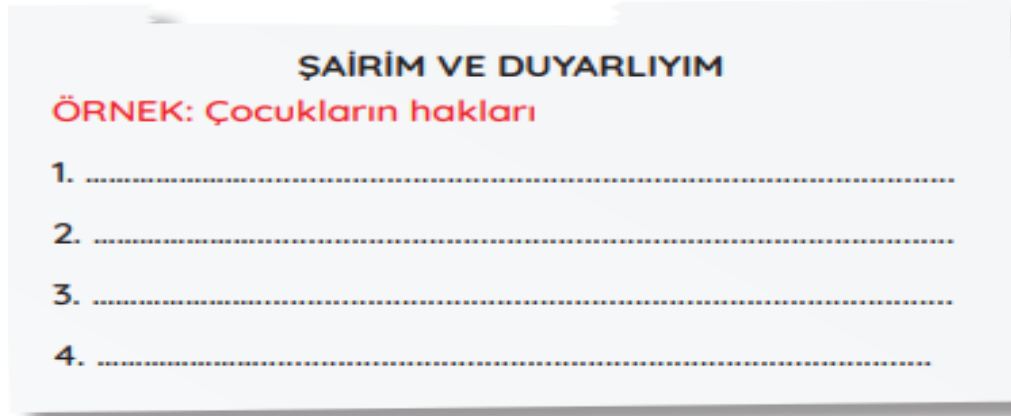 ŞAİRİM VE DUYARLIYIM
ÖRNEK: Çocukların hakları
1. ........................................................................................................
2. ........................................................................................................
3. ........................................................................................................
4. ........................................................................................................